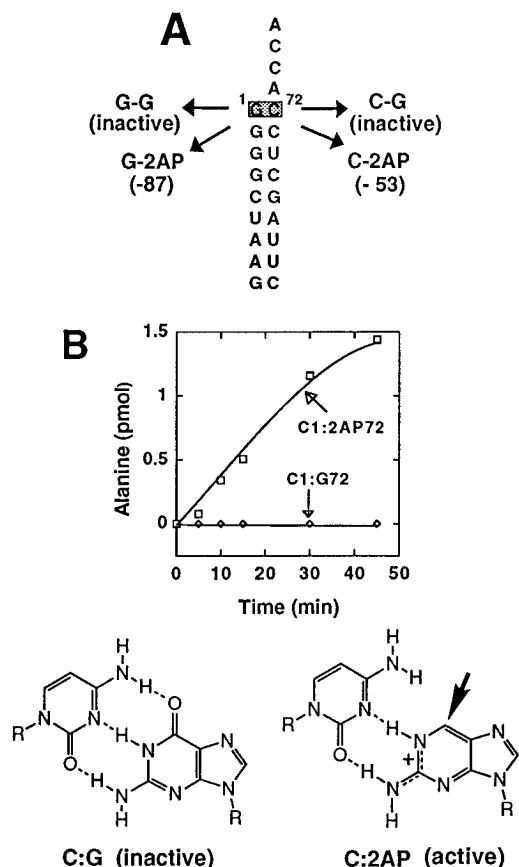 A
A
C
C
A
1 G C 72
G-G
(inactive)
C-G
(inactive)
G-2AP
(-87)
C-2AP
(- 53)
G C
G U
G C
C G
U A
A U
A U
G C
B
Alanine (pmol)
1.5
1
0.5
0
C1:2AP72
C1:G72
0 10 20 30 40 50
Time (min)
H
N H O
N H N
R N
O H N N N
N R
H
C:G (inactive)
H
N H
N H N
R N
O H N + N N
N R
H
C:2AP (active)